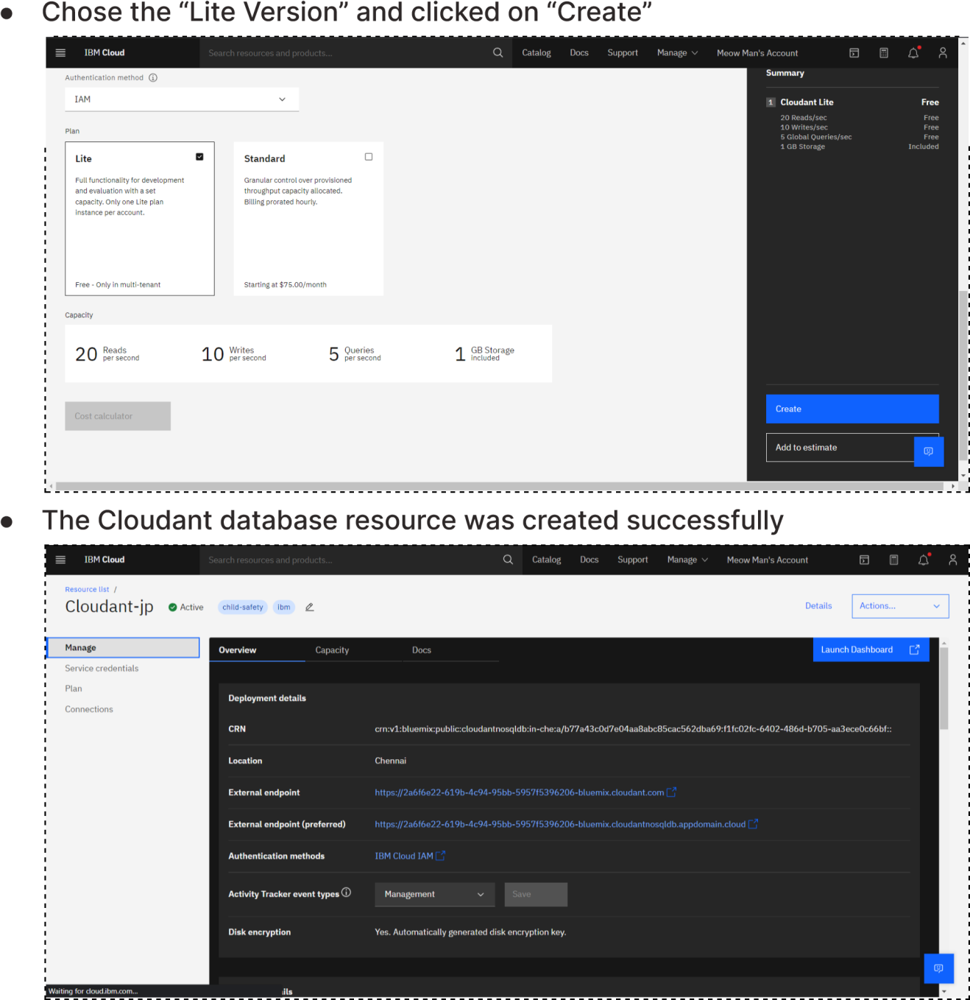 ● Chose the “Lite Version” and clicked on “Create”
IBM Cloud
Search resources and products...
Catalog
Docs
Support
Manage
Meow Man's Account
Authentication method
IAM
Plan
Lite
Full functionality for development
and evaluation with a set
capacity. Only one Lite plan
instance per account.
Free - Only in multi-tenant
Standard
Granular control over provisioned
throughput capacity allocated.
Billing prorated hourly.
Starting at $75.00/month
Capacity
20 Reads per second
10 Writes per second
5 Queries per second
1 GB Storage included
Cost calculator
Summary
1 Cloudant Lite Free
20 Reads/sec Free
10 Writes/sec Free
5 Global Queries/sec Free
1 GB Storage Included
Create
Add to estimate
● The Cloudant database resource was created successfully
IBM Cloud
Search resources and products...
Catalog
Docs
Support
Manage
Meow Man's Account
Resource list /
Cloudant-jp
Active
child-safety
ibm
Details
Actions...
Manage
Service credentials
Plan
Connections
Overview
Capacity
Docs
Launch Dashboard
Deployment details
CRN crn:v1:bluemix:public:cloudantnosqldb:in-che:a/b77a43c0d7e04aa8abc85cac562dba69:f1fc02fc-6402-486d-b705-aa3ece0c66bf::
Location Chennai
External endpoint https://2a6f6e22-619b-4c94-95bb-5957f5396206-bluemix.cloudant.com
External endpoint (preferred) https://2a6f6e22-619b-4c94-95bb-5957f5396206-bluemix.cloudantnosqldb.appdomain.cloud
Authentication methods IBM Cloud IAM
Activity Tracker event types Management Save
Disk encryption Yes. Automatically generated disk encryption key.
Waiting for cloud.ibm.com...
ils